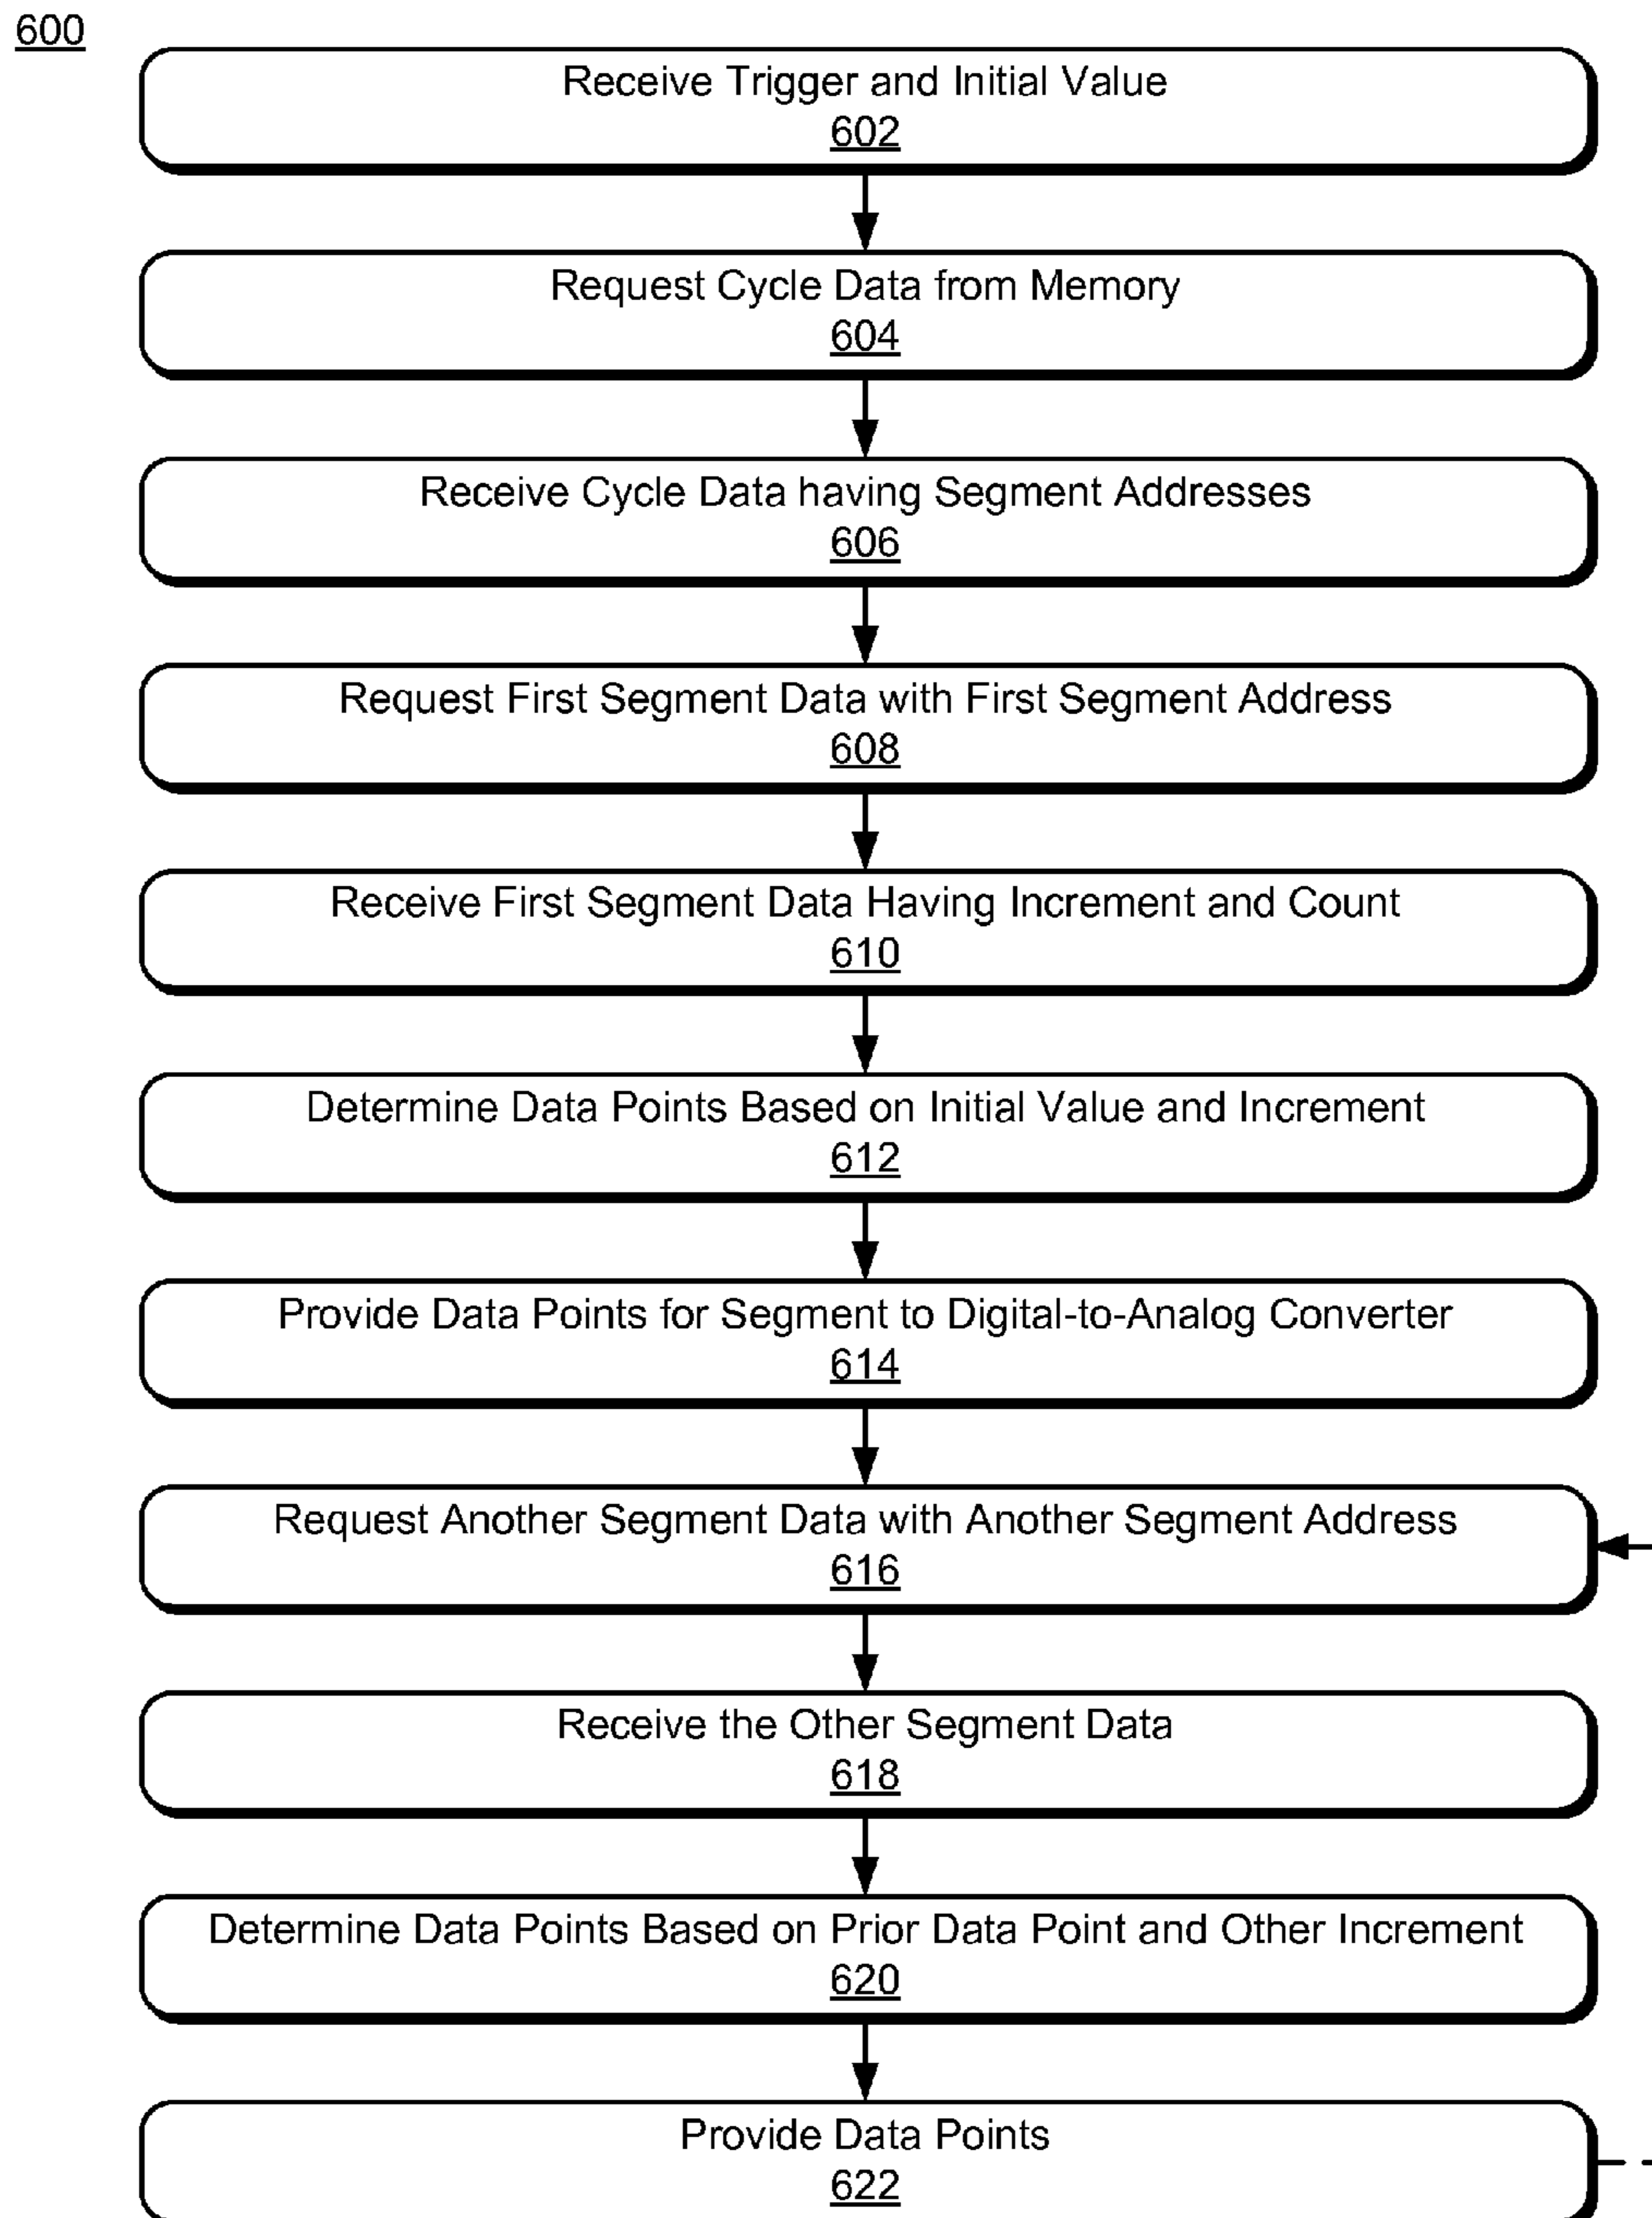 600
Receive Trigger and Initial Value
602
Request Cycle Data from Memory
604
Receive Cycle Data having Segment Addresses
606
Request First Segment Data with First Segment Address
608
Receive First Segment Data Having Increment and Count
610
Determine Data Points Based on Initial Value and Increment
612
Provide Data Points for Segment to Digital-to-Analog Converter
614
Request Another Segment Data with Another Segment Address
616
Receive the Other Segment Data
618
Determine Data Points Based on Prior Data Point and Other Increment
620
Provide Data Points
622